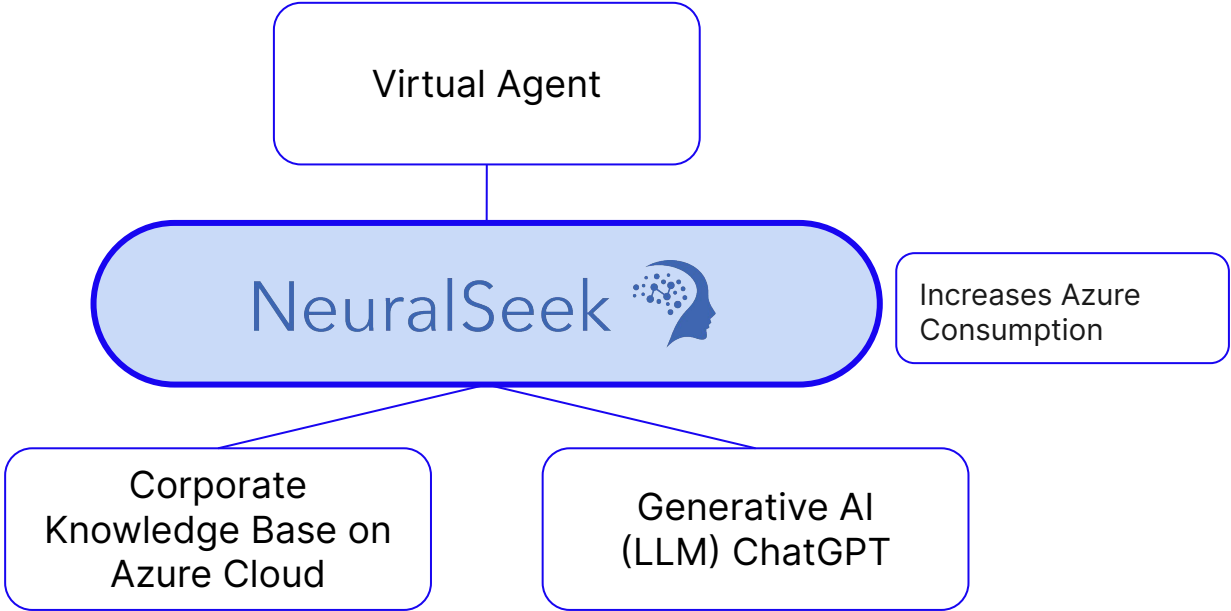 Virtual Agent
NeuralSeek
Increases Azure
Consumption
Corporate
Knowledge Base on
Azure Cloud
Generative AI
(LLM) ChatGPT